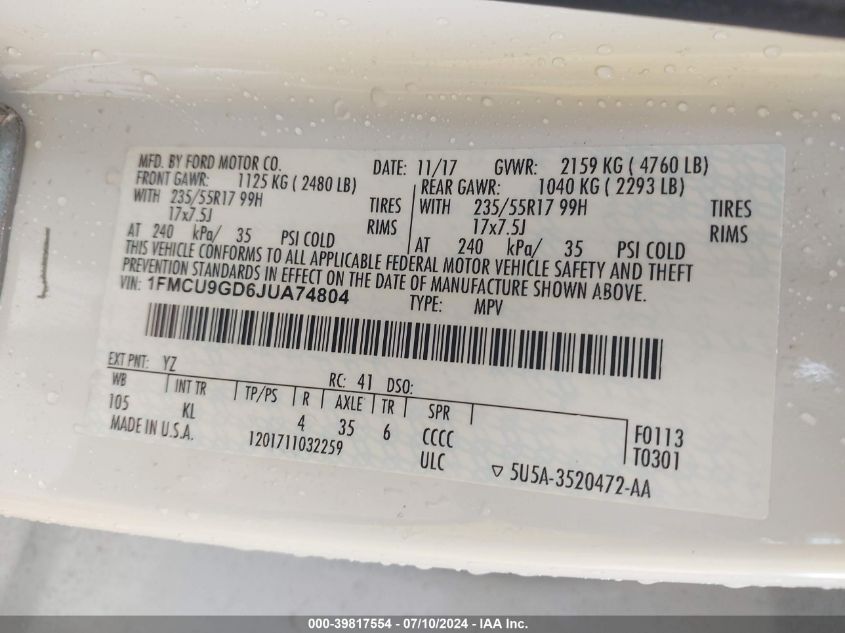 MFD. BY FORD MOTOR CO. DATE: 11/17 GVWR: 2159 KG ( 4760 LB)
FRONT GAWR: 1125 KG ( 2480 LB) REAR GAWR: 1040 KG ( 2293 LB)
WITH 235/55R17 99H TIRES WITH 235/55R17 99H TIRES
17x7.5J RIMS 17x7.5J RIMS
AT 240 kPa/ 35 PSI COLD AT 240 kPa/ 35 PSI COLD
THIS VEHICLE CONFORMS TO ALL APPLICABLE FEDERAL MOTOR VEHICLE SAFETY AND THEFT
PREVENTION STANDARDS IN EFFECT ON THE DATE OF MANUFACTURE SHOWN ABOVE.
VIN: 1FMCU9GD6JUA74804 TYPE: MPV
EXT PNT: YZ RC: 41 DSO:
WB INT TR TP/PS R AXLE TR SPR
105 KL 4 35 6 CCCC F0113
MADE IN U.S.A. 1201711032259 ULC T0301
5U5A-3520472-AA
000-39817554 - 07/10/2024 - IAA Inc.